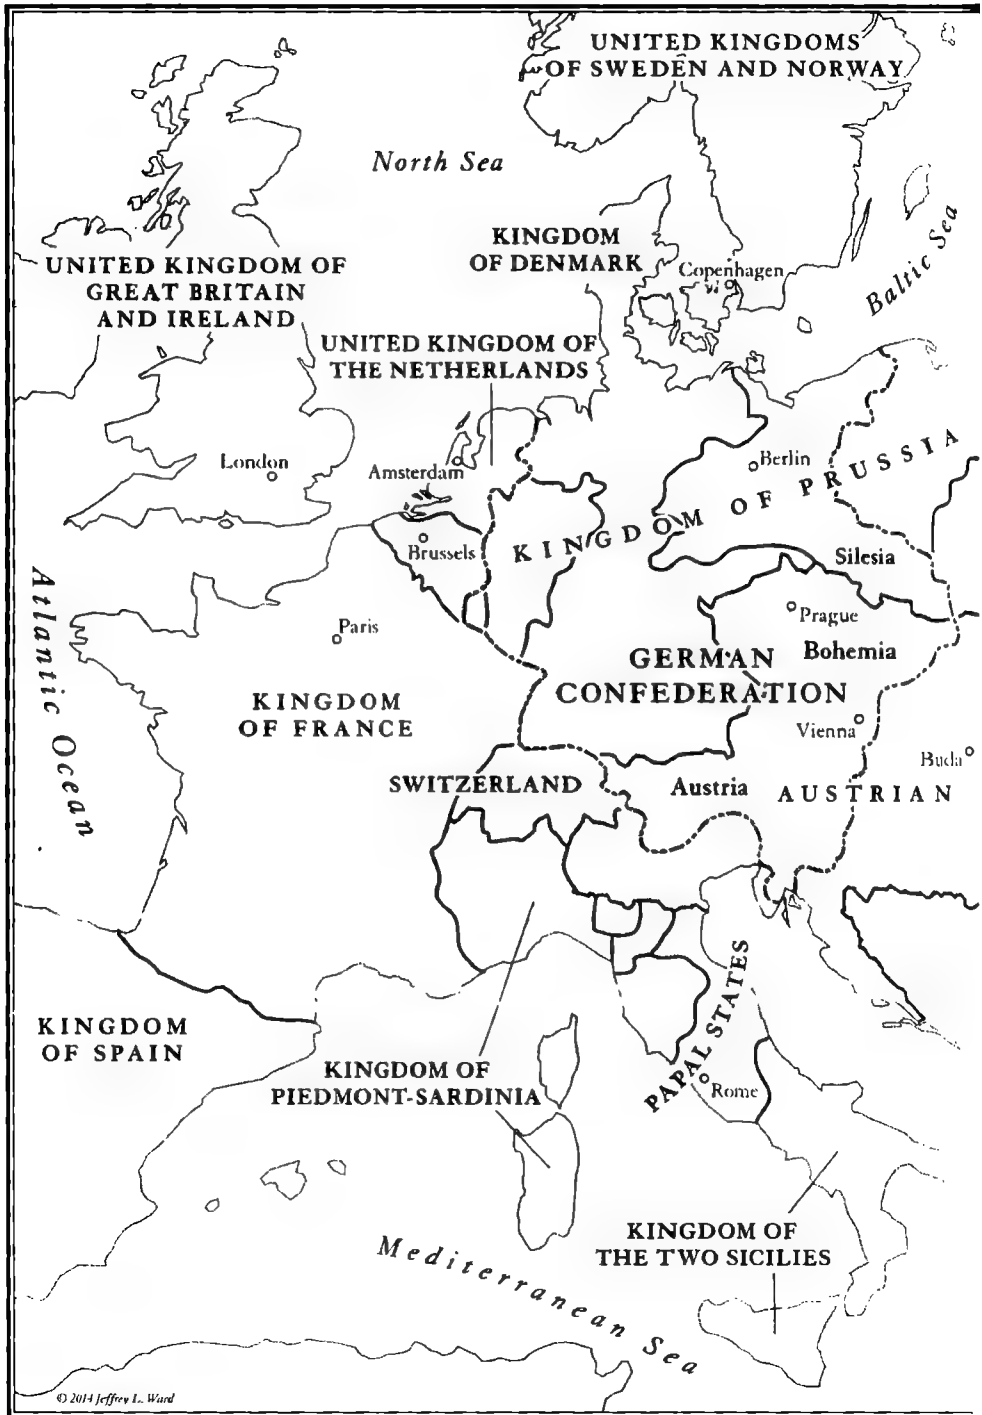 UNITED KINGDOMS
OF SWEDEN AND NORWAY
North Sea
KINGDOM
OF DENMARK
Copenhagen
Baltic Sea
UNITED KINGDOM OF
GREAT BRITAIN
AND IRELAND
UNITED KINGDOM OF
THE NETHERLANDS
London
Amsterdam
Berlin
KINGDOM OF PRUSSIA
Brussels
Silesia
Atlantic Ocean
Paris
Prague
Bohemia
GERMAN
CONFEDERATION
KINGDOM
OF FRANCE
Vienna
Buda
SWITZERLAND
Austria
AUSTRIAN
PAPAL STATES
KINGDOM
OF SPAIN
KINGDOM OF
PIEDMONT-SARDINIA
Rome
KINGDOM OF
THE TWO SICILIES
Mediterranean Sea
© 2014 Jeffrey L. Ward